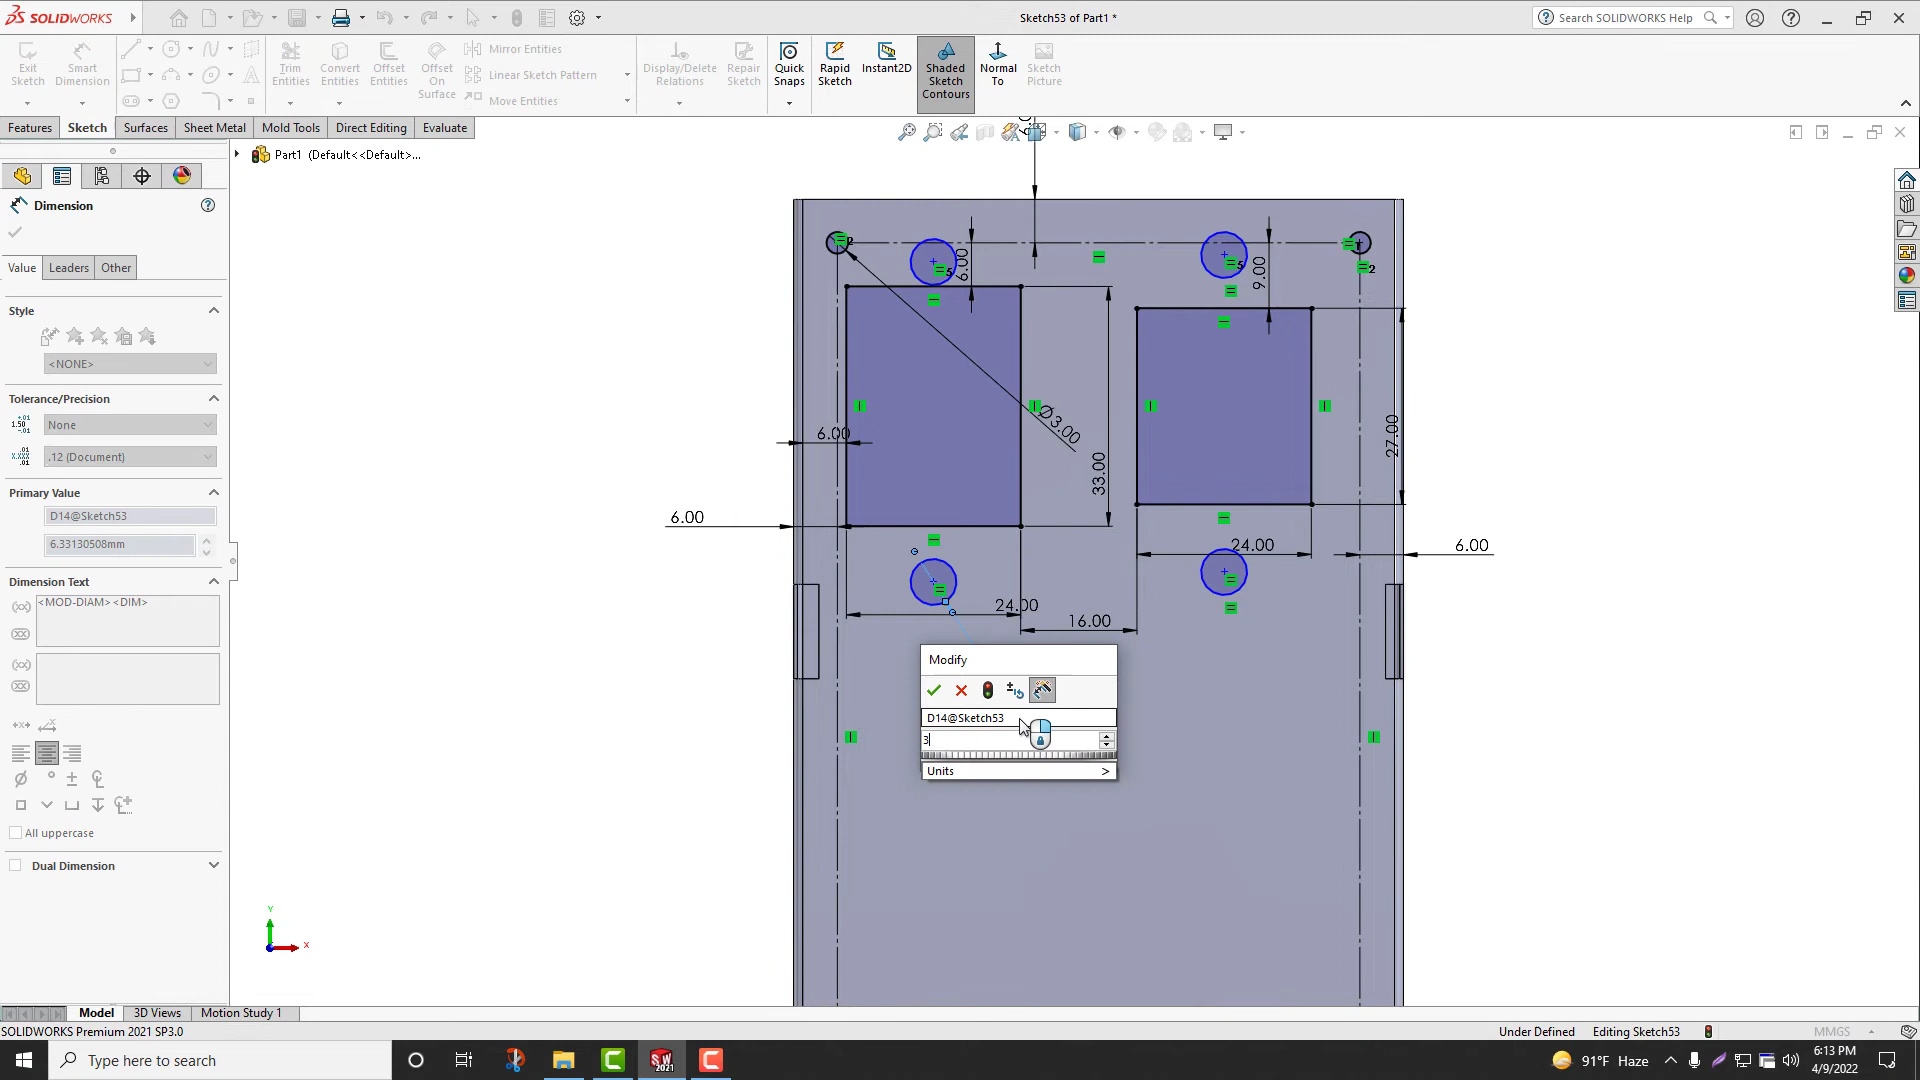 SOLIDWORKS
Sketch53 of Part1 *
Search SOLIDWORKS Help
Exit Sketch
Smart Dimension
Trim Entities
Convert Entities
Offset Entities
Offset On Surface
Mirror Entities
Linear Sketch Pattern
Move Entities
Display/Delete Relations
Repair Sketch
Quick Snaps
Rapid Sketch
Instant2D
Shaded Sketch Contours
Normal To
Sketch Picture
Features
Sketch
Surfaces
Sheet Metal
Mold Tools
Direct Editing
Evaluate
Part1 (Default<<Default>...
Dimension
Value
Leaders
Other
Style
<NONE>
Tolerance/Precision
None
.12 (Document)
Primary Value
D14@Sketch53
6.33130508mm
Dimension Text
<MOD-DIAM><DIM>
All uppercase
Dual Dimension
6.00
9.00
Ø3.00
6.00
33.00
27.00
6.00
24.00
6.00
24.00
16.00
Modify
D14@Sketch53
3
Units >
Y
X
Model
3D Views
Motion Study 1
SOLIDWORKS Premium 2021 SP3.0
Under Defined
Editing Sketch53
MMGS
Type here to search
91°F Haze
6:13 PM
4/9/2022